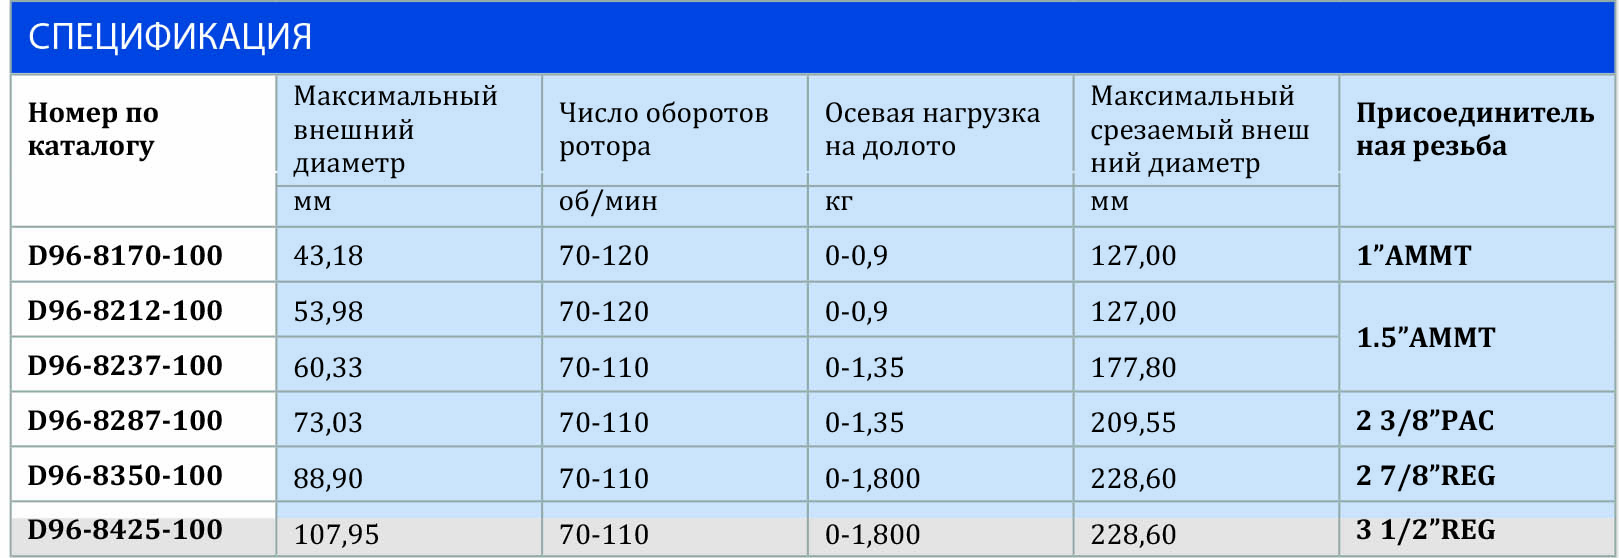 СПЕЦИФИКАЦИЯ
Номер по
каталогу
Максимальный
внешний
диаметр
Число оборотов
ротора
Осевая нагрузка
на долото
Максимальный
срезаемый внеш
ний диаметр
Присоединитель
ная резьба
мм
об/мин
кг
мм
D96-8170-100 43,18 70-120 0-0,9 127,00 1”AMMT
D96-8212-100 53,98 70-120 0-0,9 127,00
1.5”AMMT
D96-8237-100 60,33 70-110 0-1,35 177,80
D96-8287-100 73,03 70-110 0-1,35 209,55 2 3/8”PAC
D96-8350-100 88,90 70-110 0-1,800 228,60 2 7/8”REG
D96-8425-100 107,95 70-110 0-1,800 228,60 3 1/2”REG